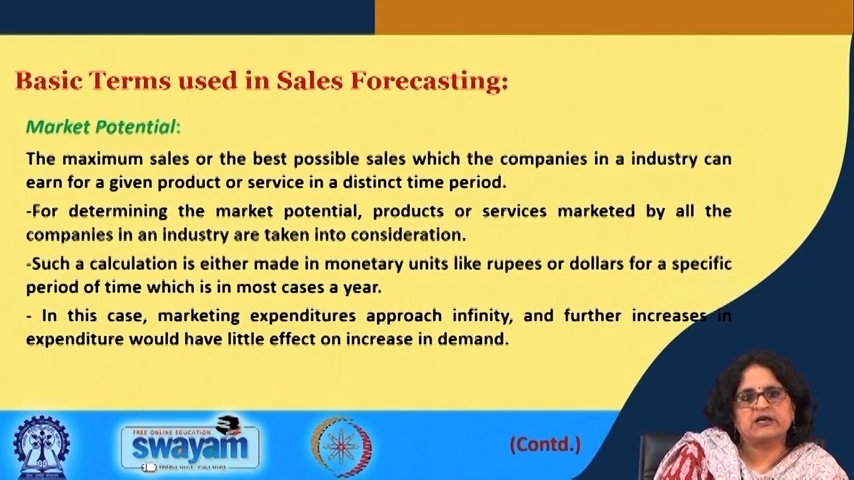 Basic Terms used in Sales Forecasting:
Market Potential:
The maximum sales or the best possible sales which the companies in a industry can
earn for a given product or service in a distinct time period.
-For determining the market potential, products or services marketed by all the
companies in an industry are taken into consideration.
-Such a calculation is either made in monetary units like rupees or dollars for a specific
period of time which is in most cases a year.
- In this case, marketing expenditures approach infinity, and further increases in
expenditure would have little effect on increase in demand.
FREE ONLINE EDUCATION
swayam
(Contd.)